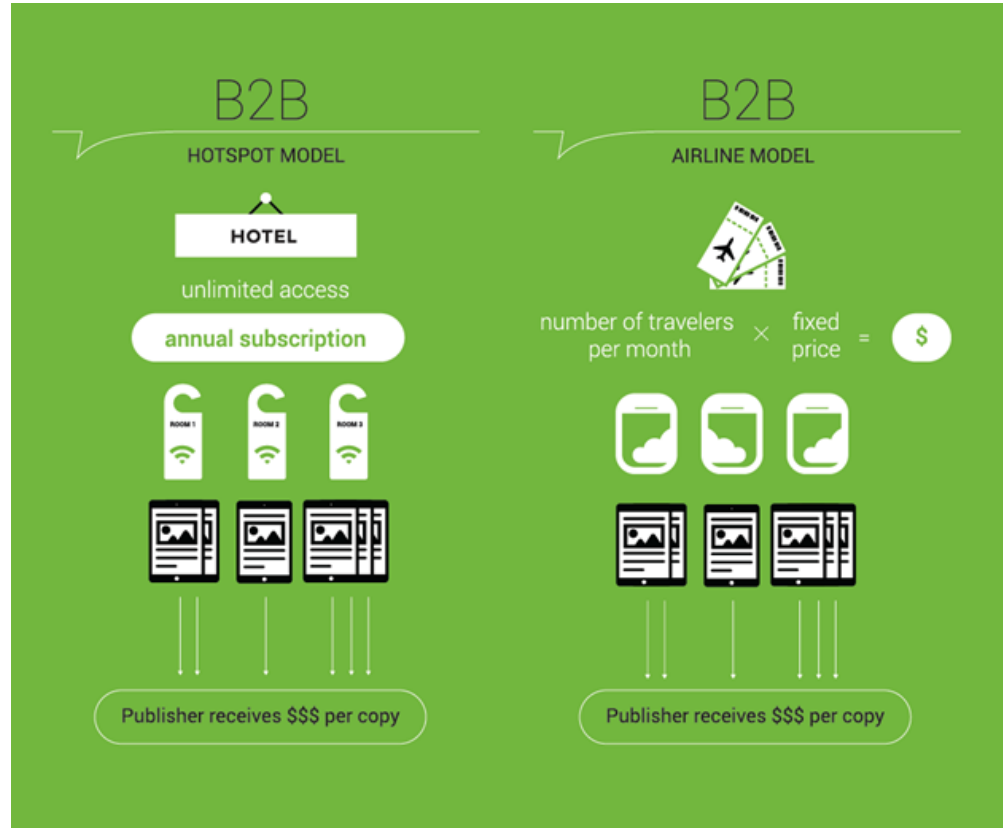 B2B
HOTSPOT MODEL
HOTEL
unlimited access
annual subscription
ROOM 1
ROOM 2
ROOM 3
Publisher receives $$$ per copy
B2B
AIRLINE MODEL
number of travelers
per month
×
fixed
price
=
$
Publisher receives $$$ per copy